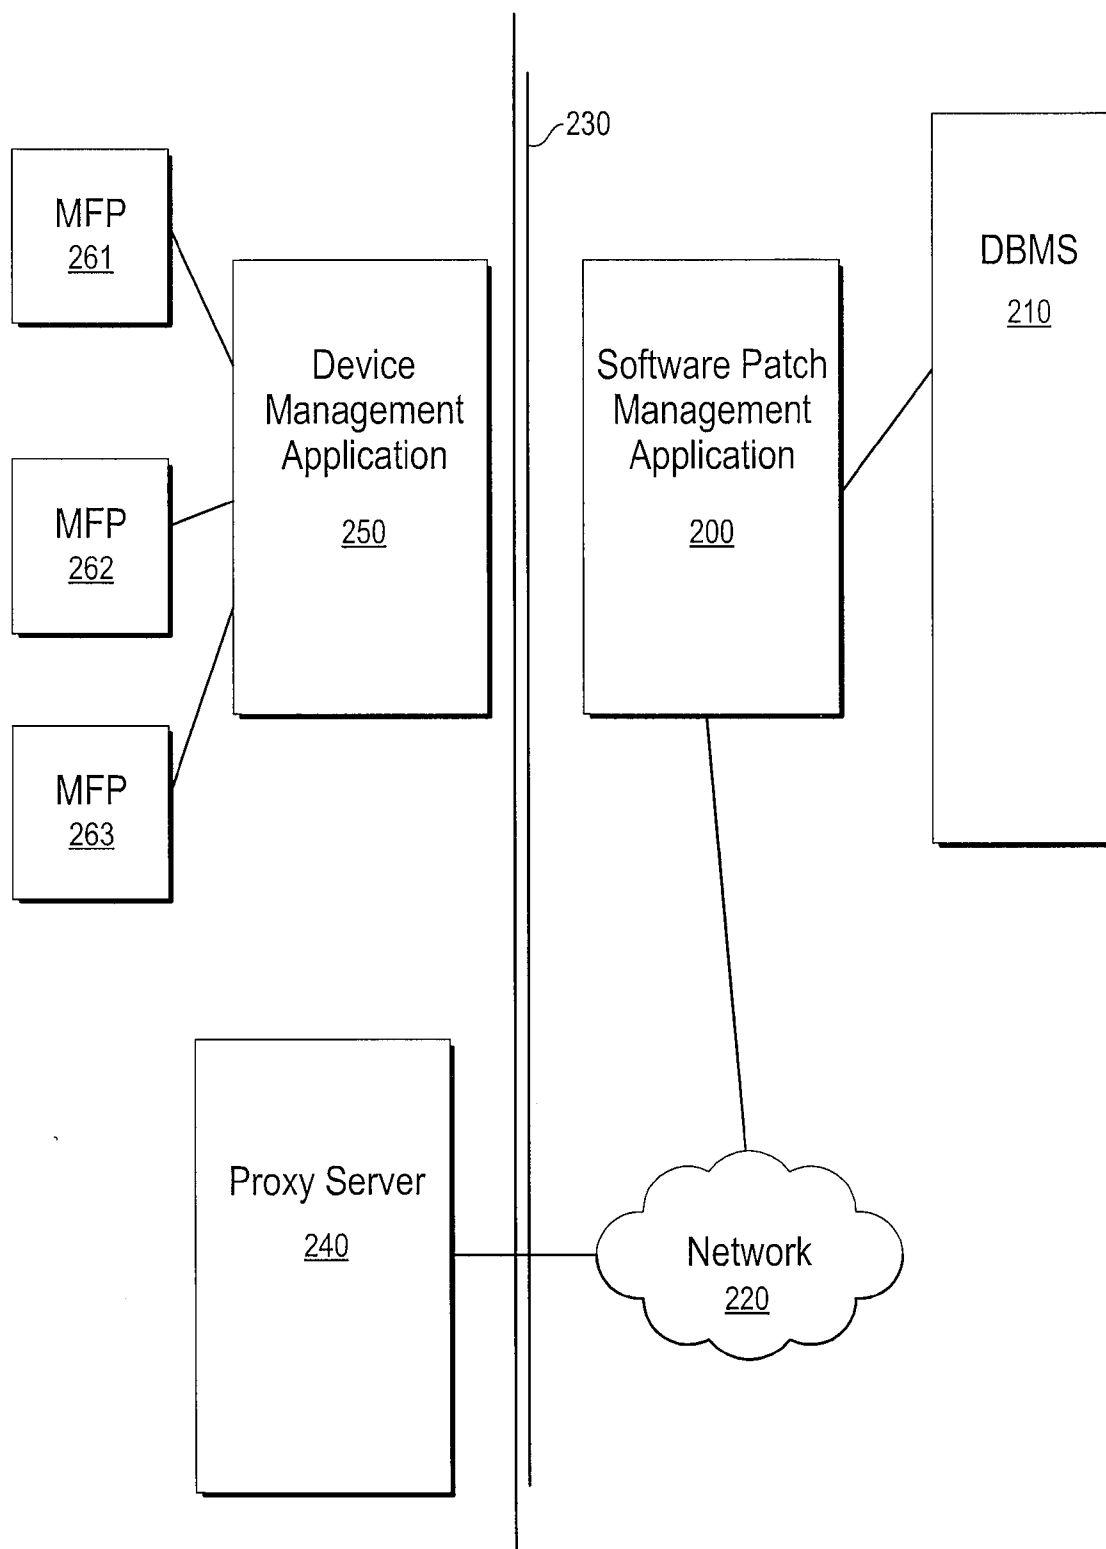 230
MFP
261
DBMS
210
Device
Management
Application
250
Software Patch
Management
Application
200
MFP
262
MFP
263
Proxy Server
240
Network
220